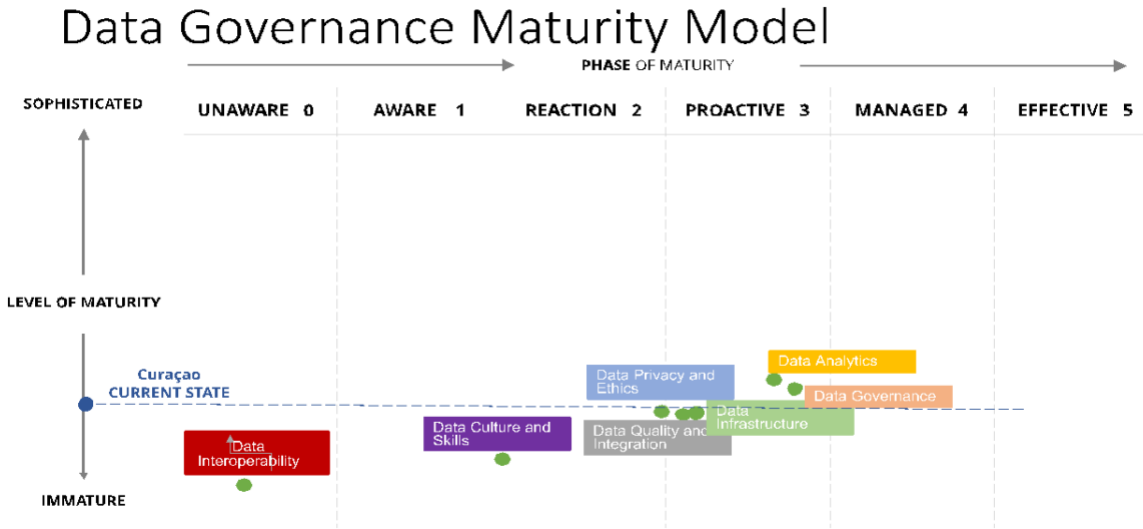 Data Governance Maturity Model
PHASE OF MATURITY
SOPHISTICATED
UNAWARE 0
AWARE 1
REACTION 2
PROACTIVE 3
MANAGED 4
EFFECTIVE 5
LEVEL OF MATURITY
Curaçao
CURRENT STATE
Data Analytics
Data Privacy and
Ethics
Data Governance
Data
Infrastructure
Data Culture and
Skills
Data Quality and
Integration
Data
Interoperability
IMMATURE